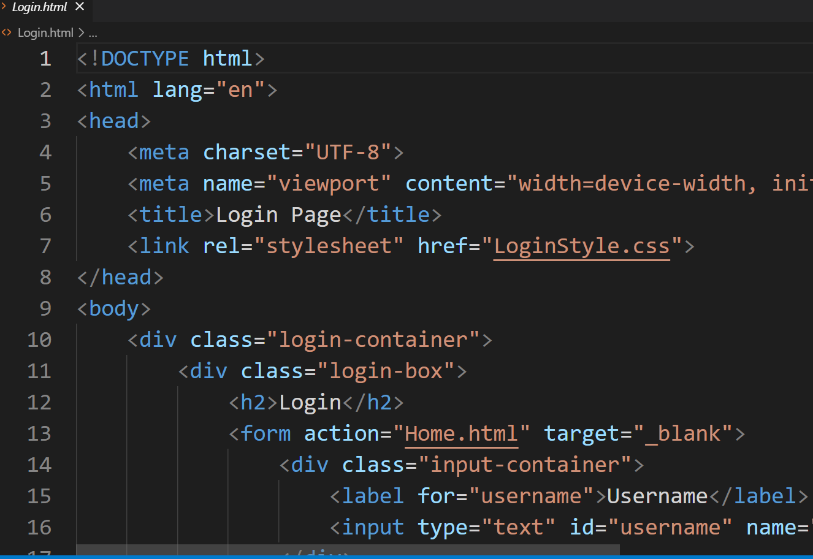 Login.html ×
<> Login.html > ...
1 <!DOCTYPE html>
2 <html lang="en">
3 <head>
4     <meta charset="UTF-8">
5     <meta name="viewport" content="width=device-width,
6     <title>Login Page</title>
7     <link rel="stylesheet" href="LoginStyle.css">
8 </head>
9 <body>
10     <div class="login-container">
11         <div class="login-box">
12             <h2>Login</h2>
13             <form action="Home.html" target="_blank">
14                 <div class="input-container">
15                     <label for="username">Username</label>
16                     <input type="text" id="username" name="
17                 </div>